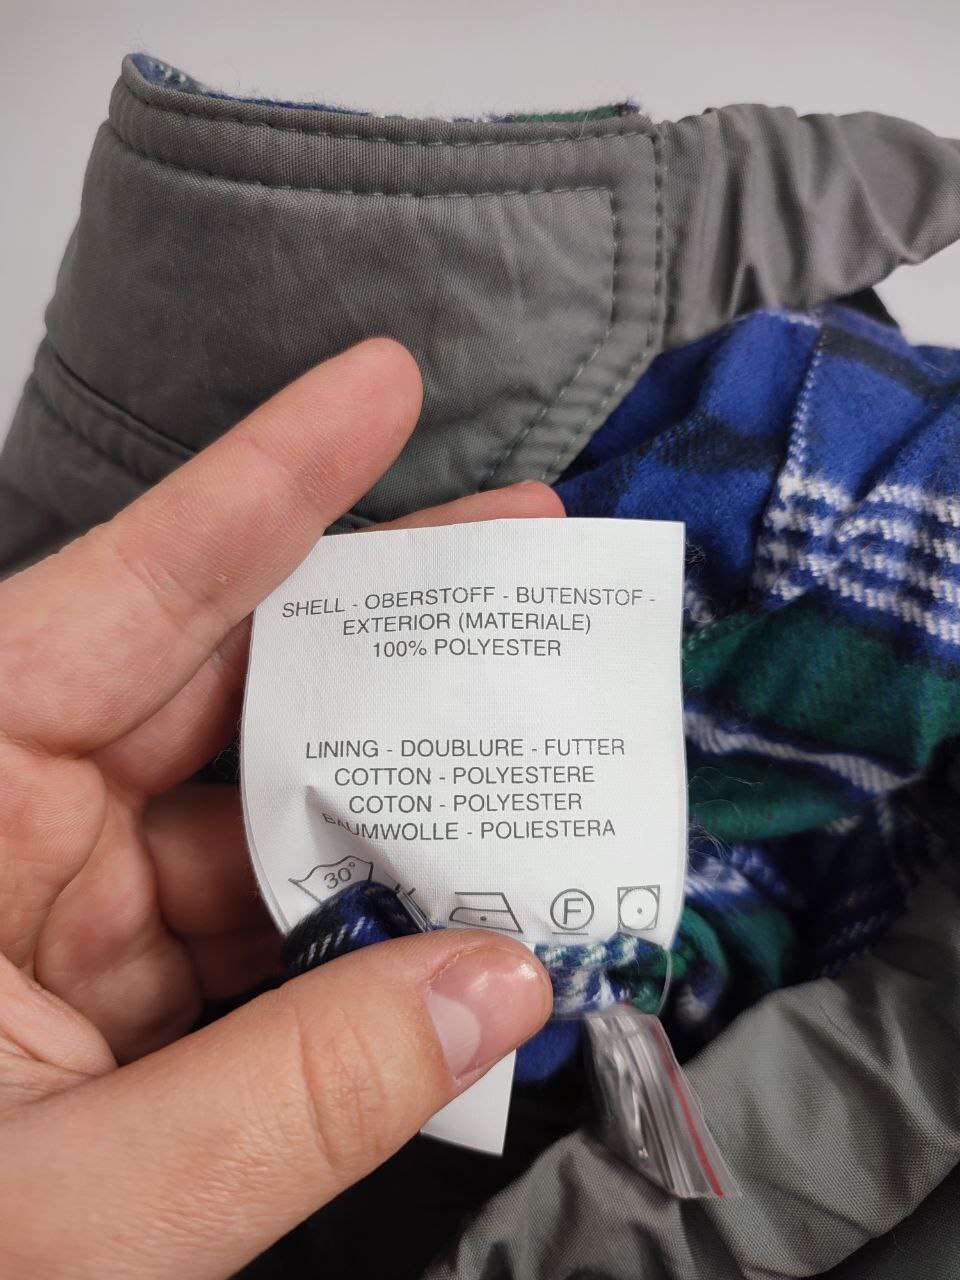 SHELL - OBERSTOFF - BUTENSTOF -
EXTERIOR (MATERIALE)
100% POLYESTER
LINING - DOUBLURE - FUTTER
COTTON - POLYESTERE
COTON - POLYESTER
BAUMWOLLE - POLIESTERA
30°
F